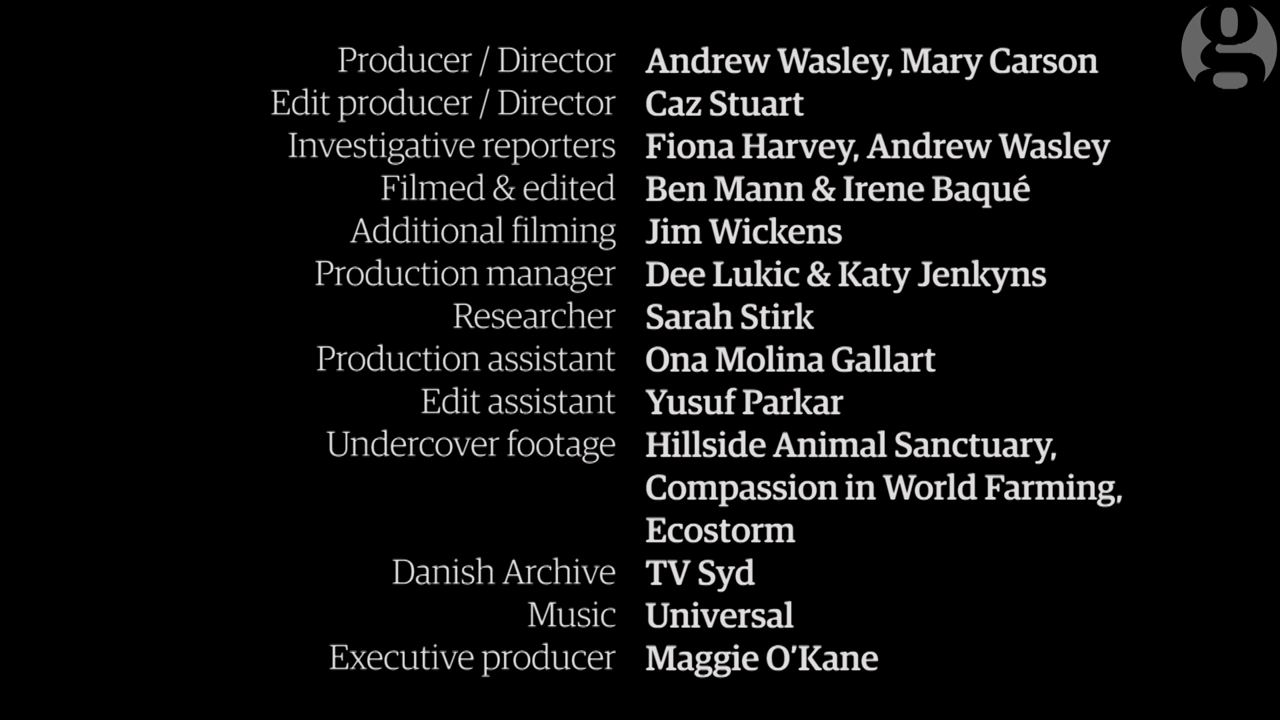 Producer / Director Andrew Wasley, Mary Carson
Edit producer / Director Caz Stuart
Investigative reporters Fiona Harvey, Andrew Wasley
Filmed & edited Ben Mann & Irene Baqué
Additional filming Jim Wickens
Production manager Dee Lukic & Katy Jenkyns
Researcher Sarah Stirk
Production assistant Ona Molina Gallart
Edit assistant Yusuf Parkar
Undercover footage Hillside Animal Sanctuary,
Compassion in World Farming,
Ecostorm
Danish Archive TV Syd
Music Universal
Executive producer Maggie O’Kane
g